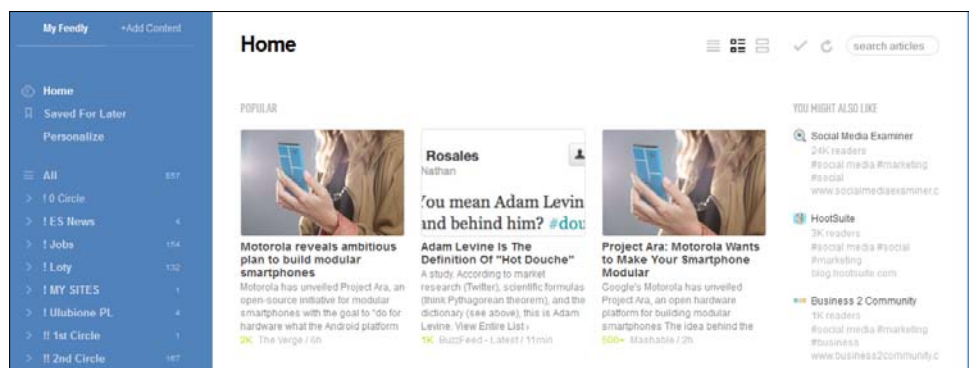 My Feedly +Add Content
Home
Saved For Later
Personalize
All 857
> ! 0 Circle
> ! ES News 4
> ! Jobs 154
> ! Loty 132
> ! MY SITES 1
> ! Ulubione PL 4
> !! 1st Circle 1
> !! 2nd Circle 167
Home
search articles
POPULAR
Motorola reveals ambitious
plan to build modular
smartphones
Motorola has unveiled Project Ara, an
open-source initiative for modular
smartphones with the goal to "do for
hardware what the Android platform
2K The Verge / 6h
Rosales
Nathan
You mean Adam Levin
and behind him? #dou
Adam Levine Is The
Definition Of "Hot Douche"
A study. According to market
research (Twitter), scientific formulas
(think Pythagorean theorem), and the
dictionary (see above), this is Adam
Levine. View Entire List ›
1K BuzzFeed - Latest / 11min
Project Ara: Motorola Wants
to Make Your Smartphone
Modular
Google's Motorola has unveiled
Project Ara, an open hardware
platform for building modular
smartphones The idea behind the
500+ Mashable / 2h
YOU MIGHT ALSO LIKE
Social Media Examiner
24K readers
#social media #marketing
#social
www.socialmediaexaminer.c
HootSuite
3K readers
#social media #social
#marketing
blog.hootsuite.com
Business 2 Community
1K readers
#social media #marketing
#business
www.business2community.c